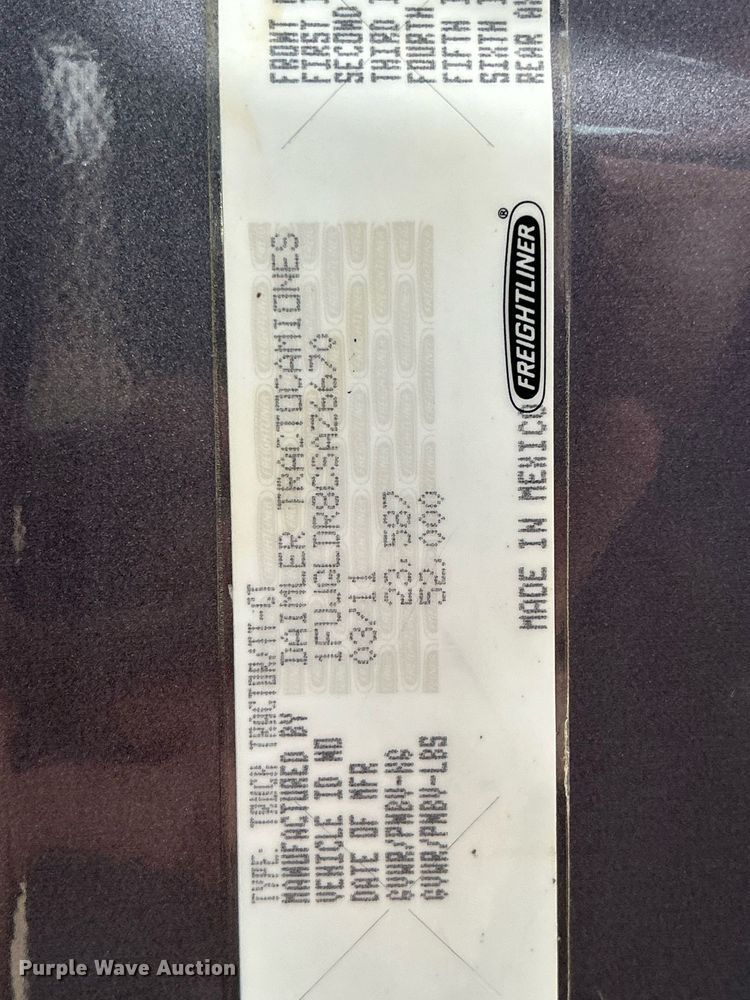 TYPE: TRUCK TRACTOR/TT-CT
MANUFACTURED BY DAIMLER TRACTOCAMIONES
VEHICLE ID NO 1FUJGLDR8CSAZ6670
DATE OF MFR 03/11
GVWR/PNBV-KG 23,587
GVWR/PNBV-LBS 52,000
MADE IN MEXICO
FREIGHTLINER®
FRONT
FIRST
SECOND
THIRD
FOURTH
FIFTH
SIXTH
REAR
Purple Wave Auction